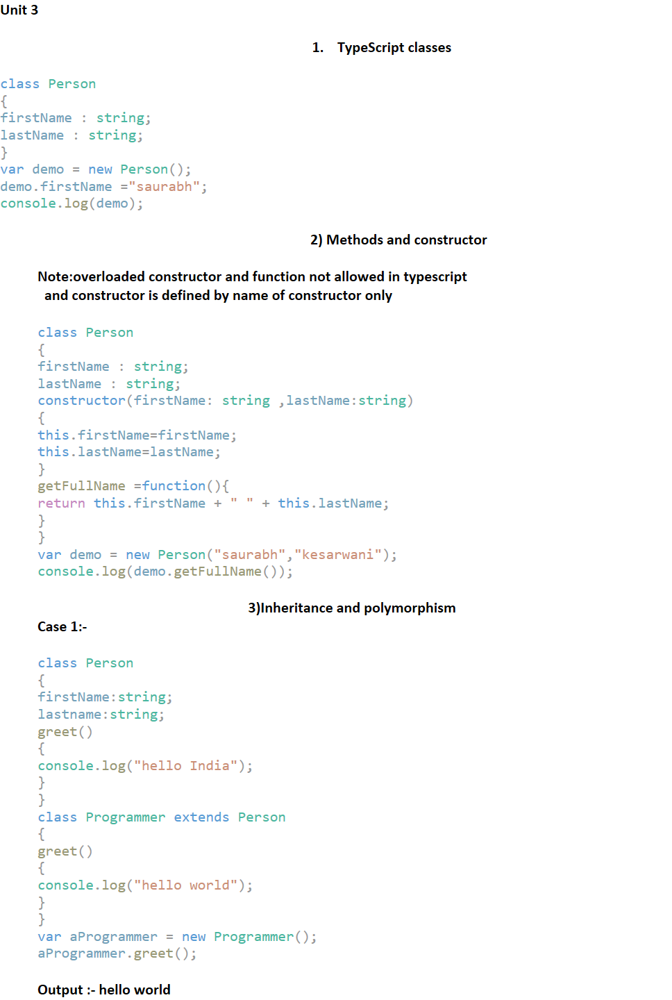 Unit 3
1. TypeScript classes
class Person
{
firstName : string;
lastName : string;
}
var demo = new Person();
demo.firstName ="saurabh";
console.log(demo);
2) Methods and constructor
Note:overloaded constructor and function not allowed in typescript
and constructor is defined by name of constructor only
class Person
{
firstName : string;
lastName : string;
constructor(firstName: string ,lastName:string)
{
this.firstName=firstName;
this.lastName=lastName;
}
getFullName =function(){
return this.firstName + " " + this.lastName;
}
}
var demo = new Person("saurabh","kesarwani");
console.log(demo.getFullName());
3)Inheritance and polymorphism
Case 1:-
class Person
{
firstName:string;
lastname:string;
greet()
{
console.log("hello India");
}
}
class Programmer extends Person
{
greet()
{
console.log("hello world");
}
}
var aProgrammer = new Programmer();
aProgrammer.greet();
Output :- hello world